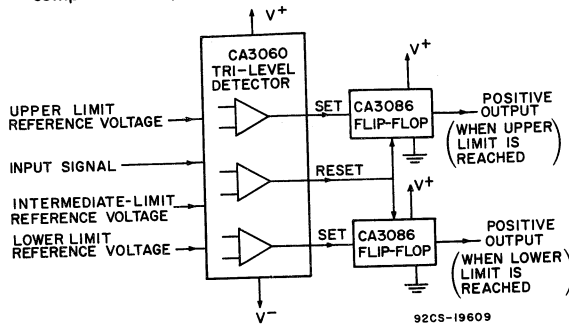 V+
CA3060
TRI-LEVEL
DETECTOR
V+
UPPER LIMIT
REFERENCE VOLTAGE
SET
CA3086
FLIP-FLOP
POSITIVE
OUTPUT
(WHEN UPPER
LIMIT IS
REACHED)
INPUT SIGNAL
RESET
V+
INTERMEDIATE-LIMIT
REFERENCE VOLTAGE
LOWER LIMIT
REFERENCE VOLTAGE
SET
CA3086
FLIP-FLOP
POSITIVE
OUTPUT
(WHEN LOWER
LIMIT IS
REACHED)
V-
92CS-19609